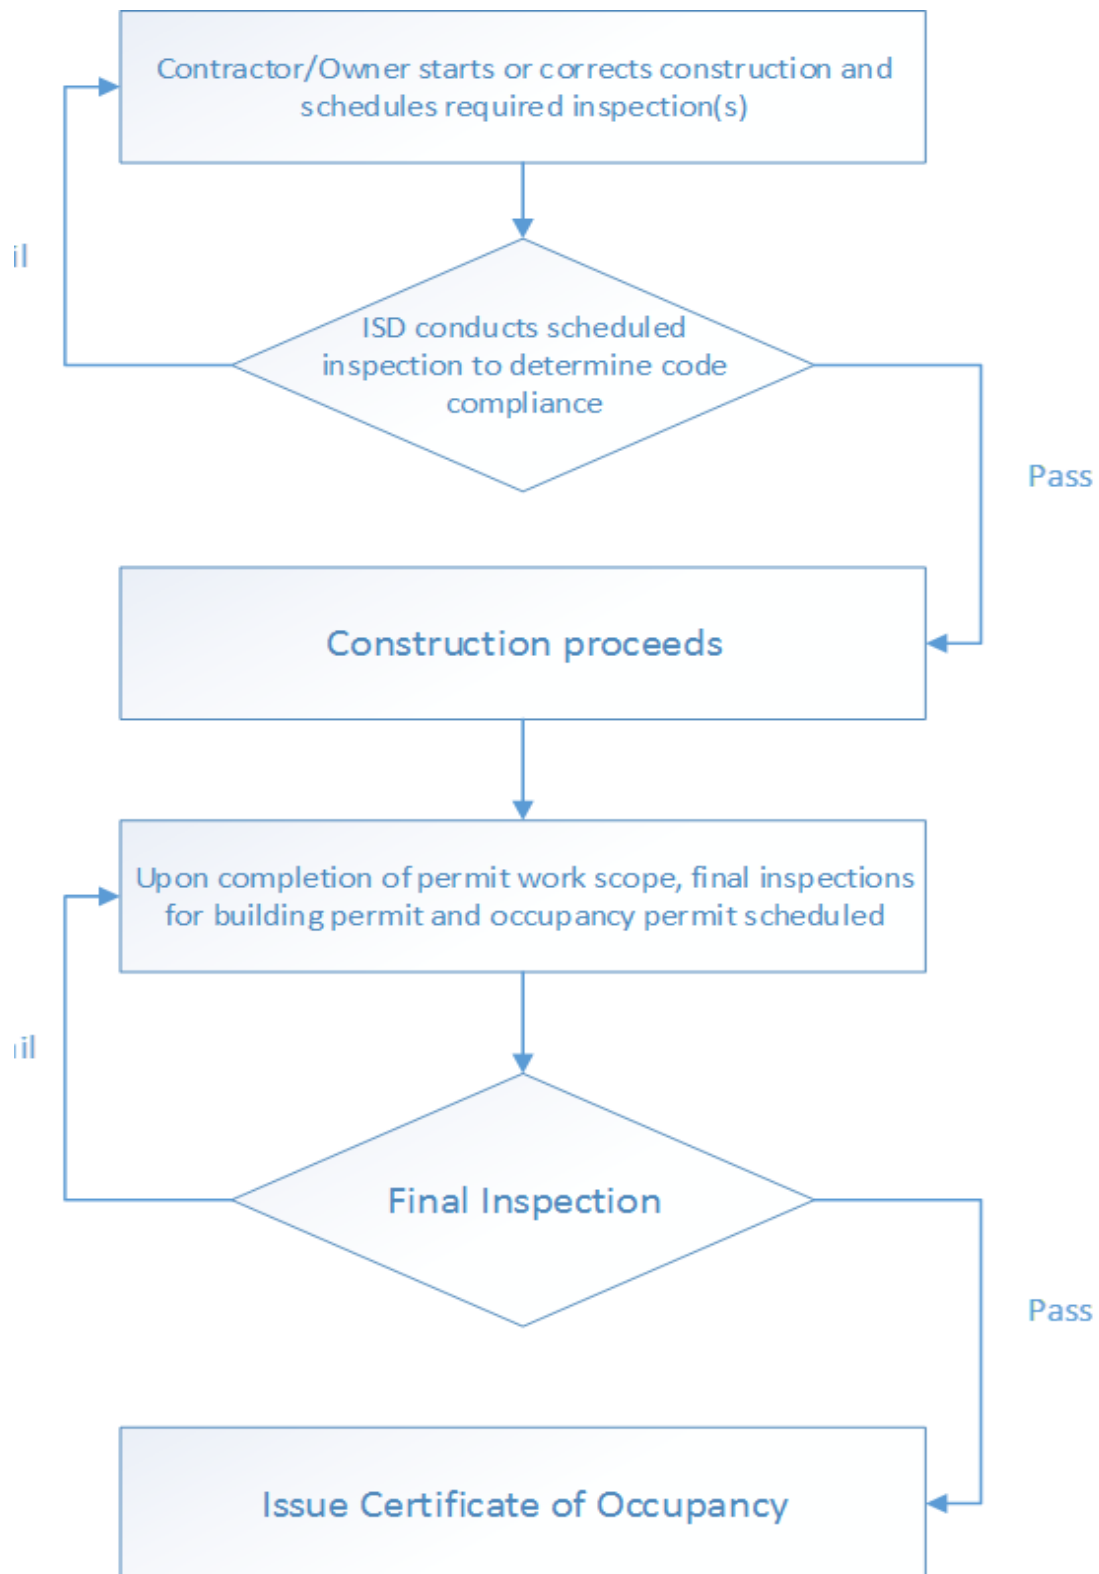 Contractor/Owner starts or corrects construction and
schedules required inspection(s)
il
ISD conducts scheduled
inspection to determine code
compliance
Pass
Construction proceeds
Upon completion of permit work scope, final inspections
for building permit and occupancy permit scheduled
il
Final Inspection
Pass
Issue Certificate of Occupancy